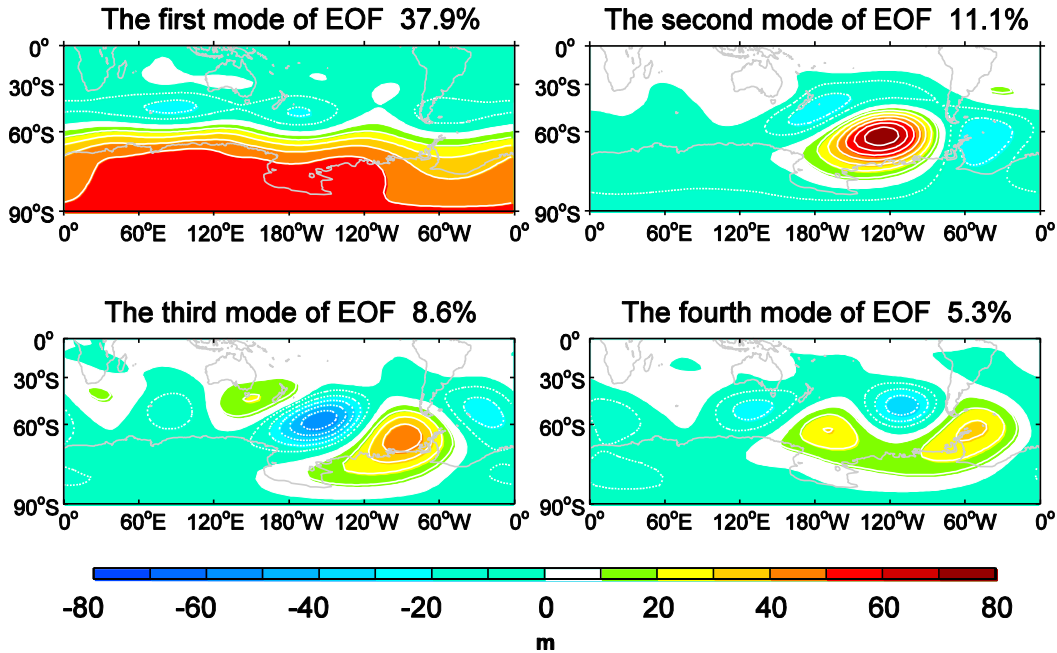 The first mode of EOF 37.9%
The second mode of EOF 11.1%
0°
30°S
60°S
90°S
0° 60°E 120°E 180°W 120°W 60°W 0°
0°
30°S
60°S
90°S
0° 60°E 120°E 180°W 120°W 60°W 0°
The third mode of EOF 8.6%
The fourth mode of EOF 5.3%
0°
30°S
60°S
90°S
0° 60°E 120°E 180°W 120°W 60°W 0°
0°
30°S
60°S
90°S
0° 60°E 120°E 180°W 120°W 60°W 0°
-80 -60 -40 -20 0 20 40 60 80
m